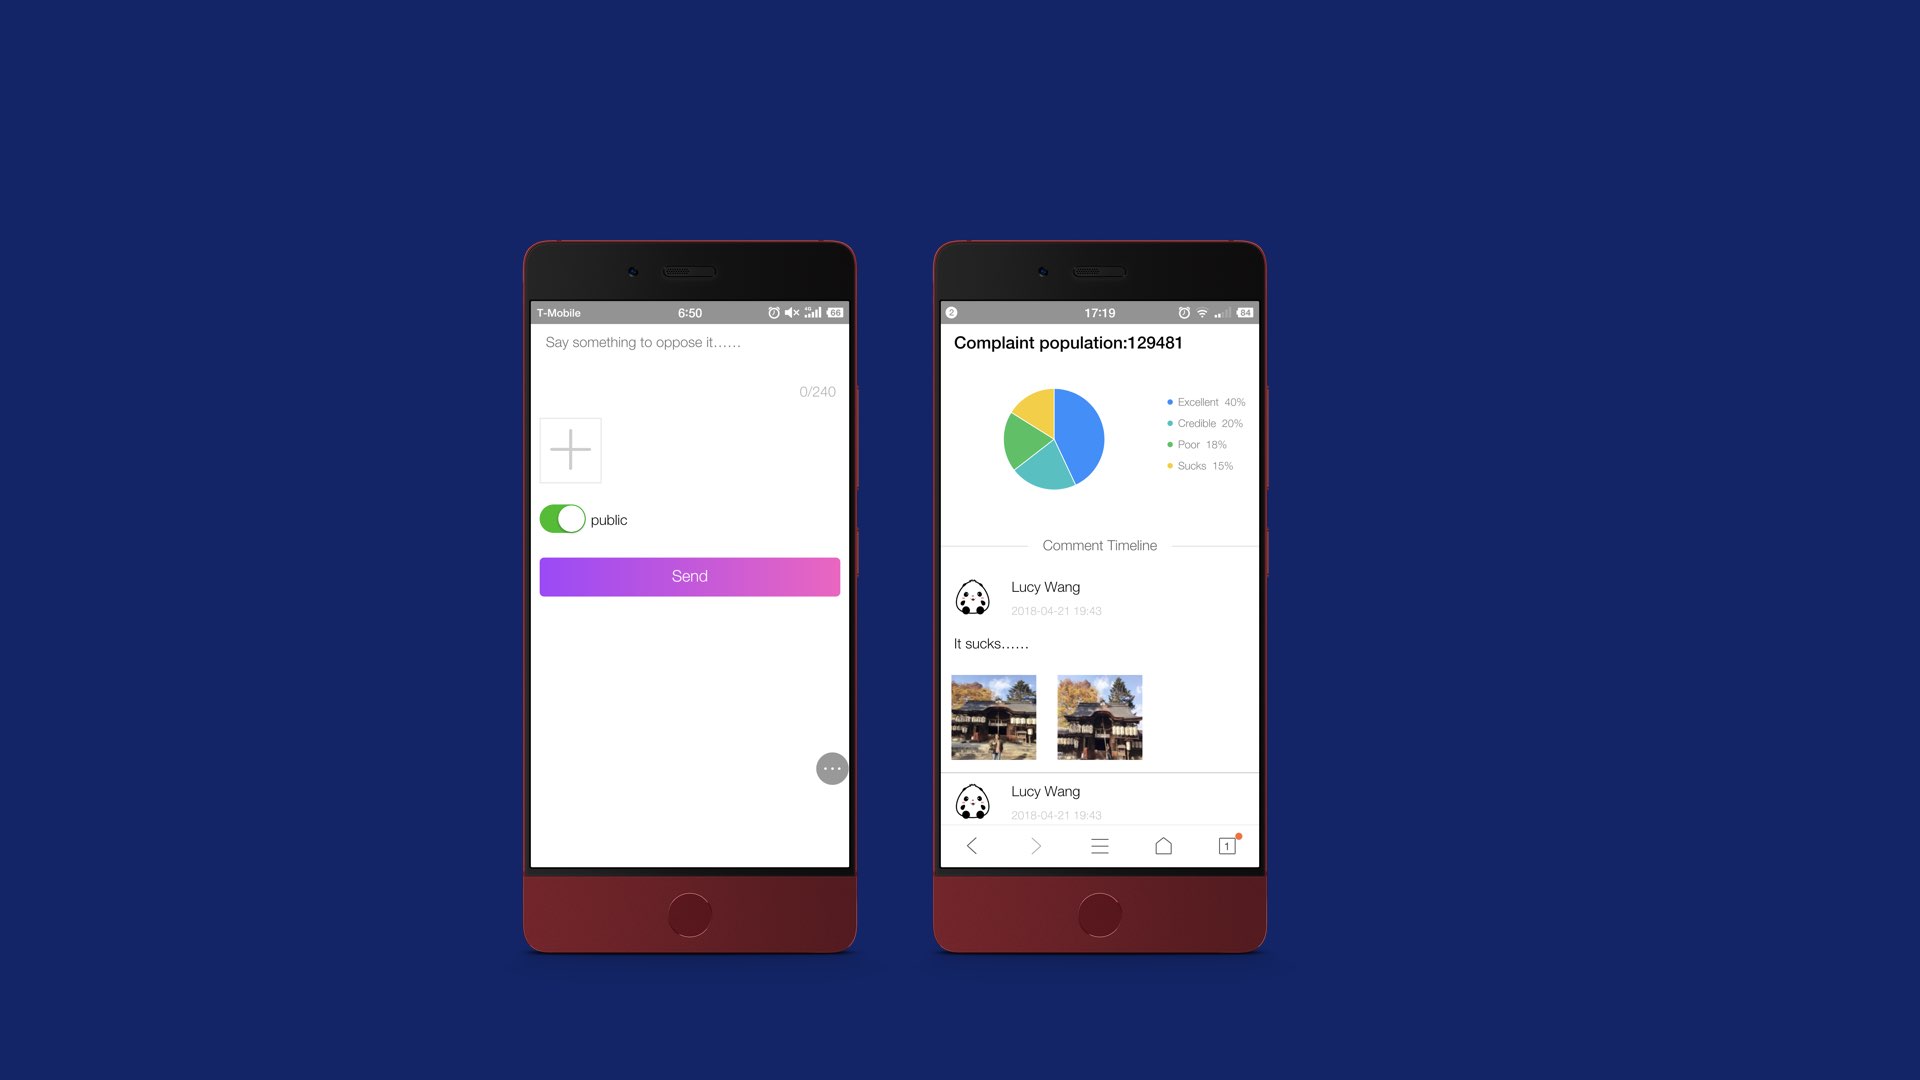 T-Mobile 6:50 4G 66
Say something to oppose it......
0/240
public
Send
2 17:19 84
Complaint population:129481
Excellent 40%
Credible 20%
Poor 18%
Sucks 15%
Comment Timeline
Lucy Wang
2018-04-21 19:43
It sucks......
Lucy Wang
2018-04-21 19:43
1